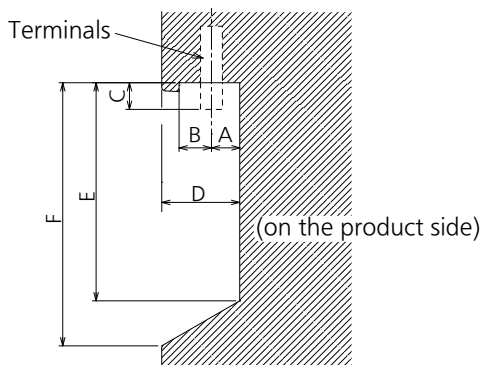 Terminals
C
B A
D
E
F
(on the product side)